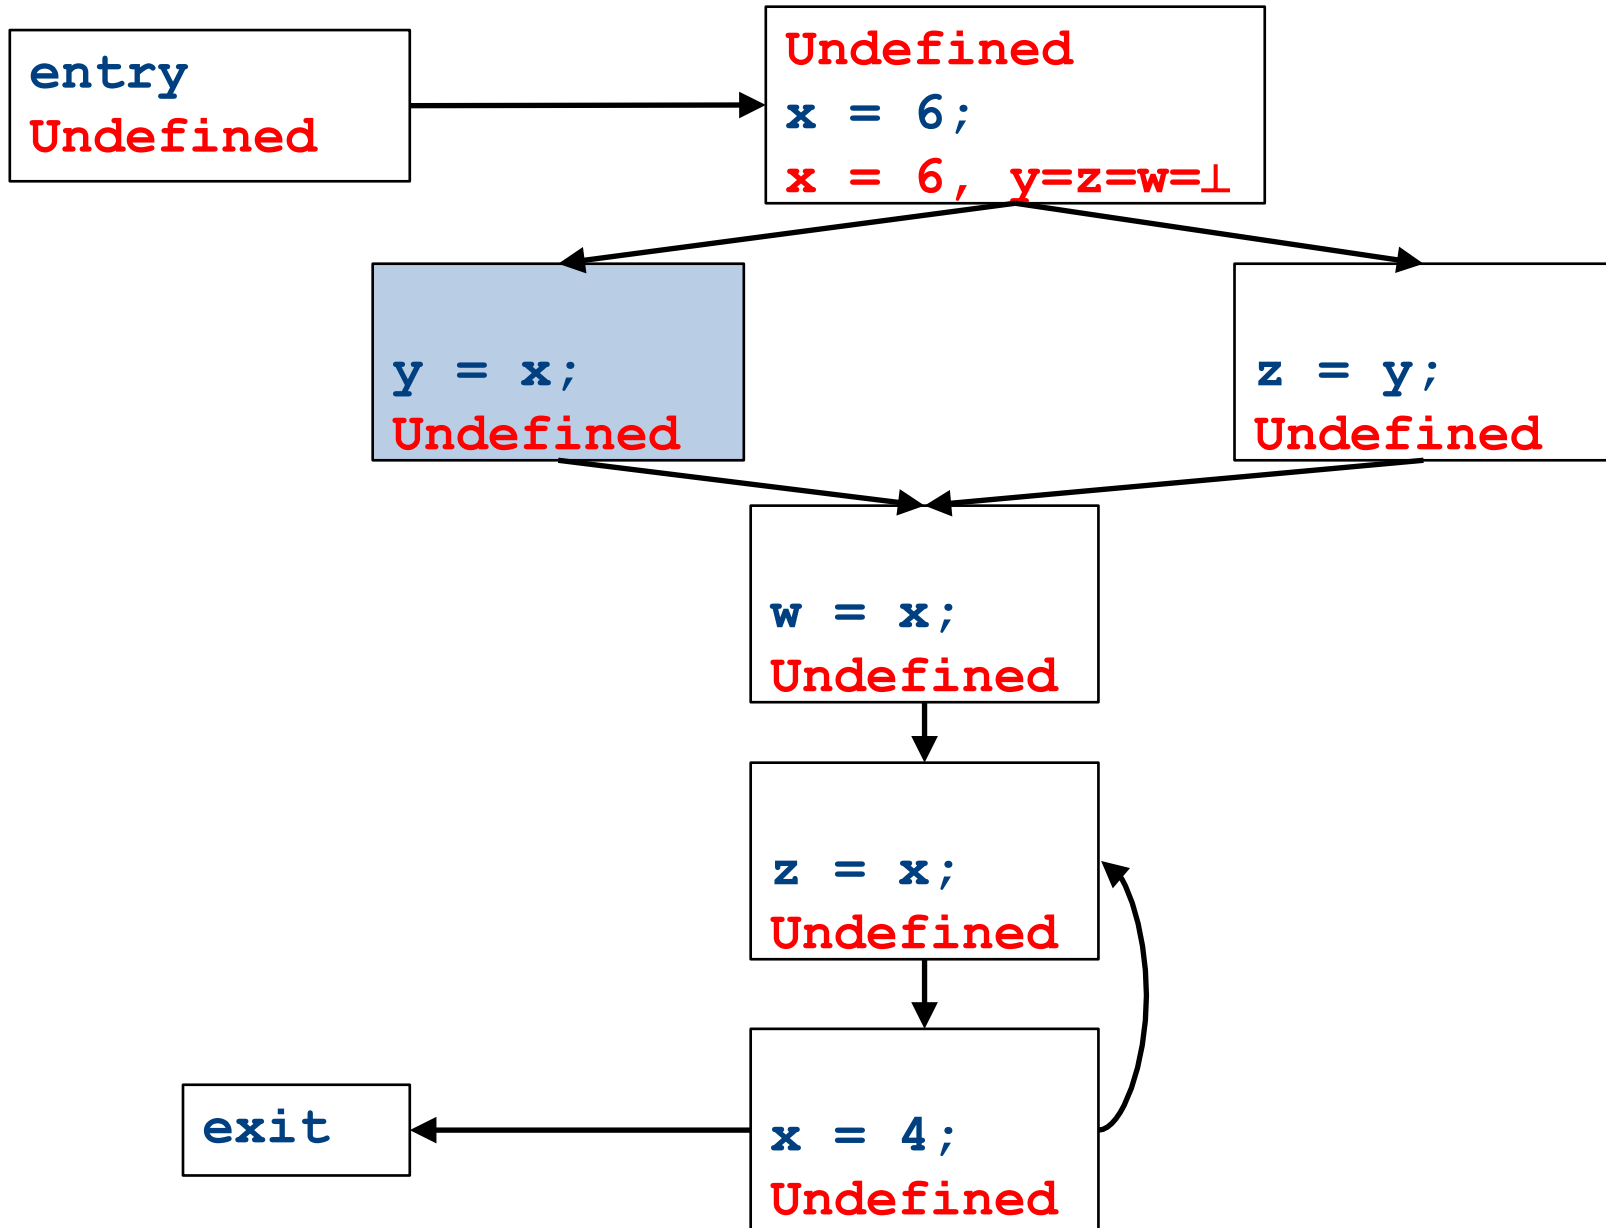 entry
Undefined
Undefined
x = 6;
x = 6, y=z=w=⊥
y = x;
Undefined
z = y;
Undefined
w = x;
Undefined
z = x;
Undefined
exit
x = 4;
Undefined